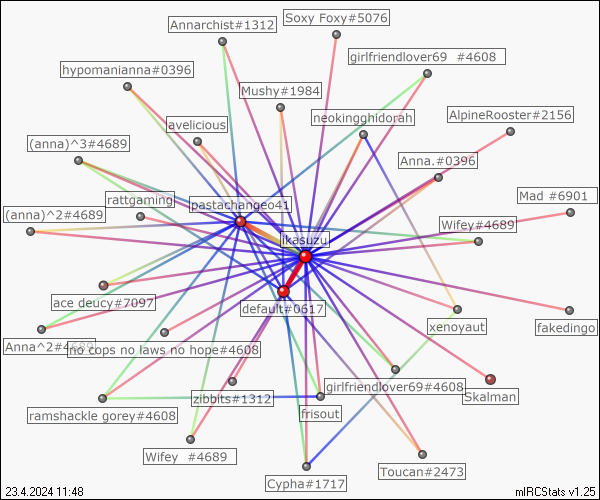 Soxy Foxy#5076
Annarchist#1312
girlfriendlover69 #4608
hypomanianna#0396
Mushy#1984
AlpineRooster#2156
neokingghidorah
avelicious
(anna)^3#4689
Anna.#0396
Mad #6901
rattgaming
pastachange041
(anna)^2#4689
Wifey#4689
ikasuzu
ace deucy#7097
default#0617
xenoyaut
fakedingo
Anna^2#4689
no cops no laws no hope#4608
girlfriendlover69#4608
Skalman
zibbits#1312
ramshackle gorey#4608
frisout
Wifey #4689
Toucan#2473
Cypha#1717
23.4.2024 11:48
mIRCStats v1.25